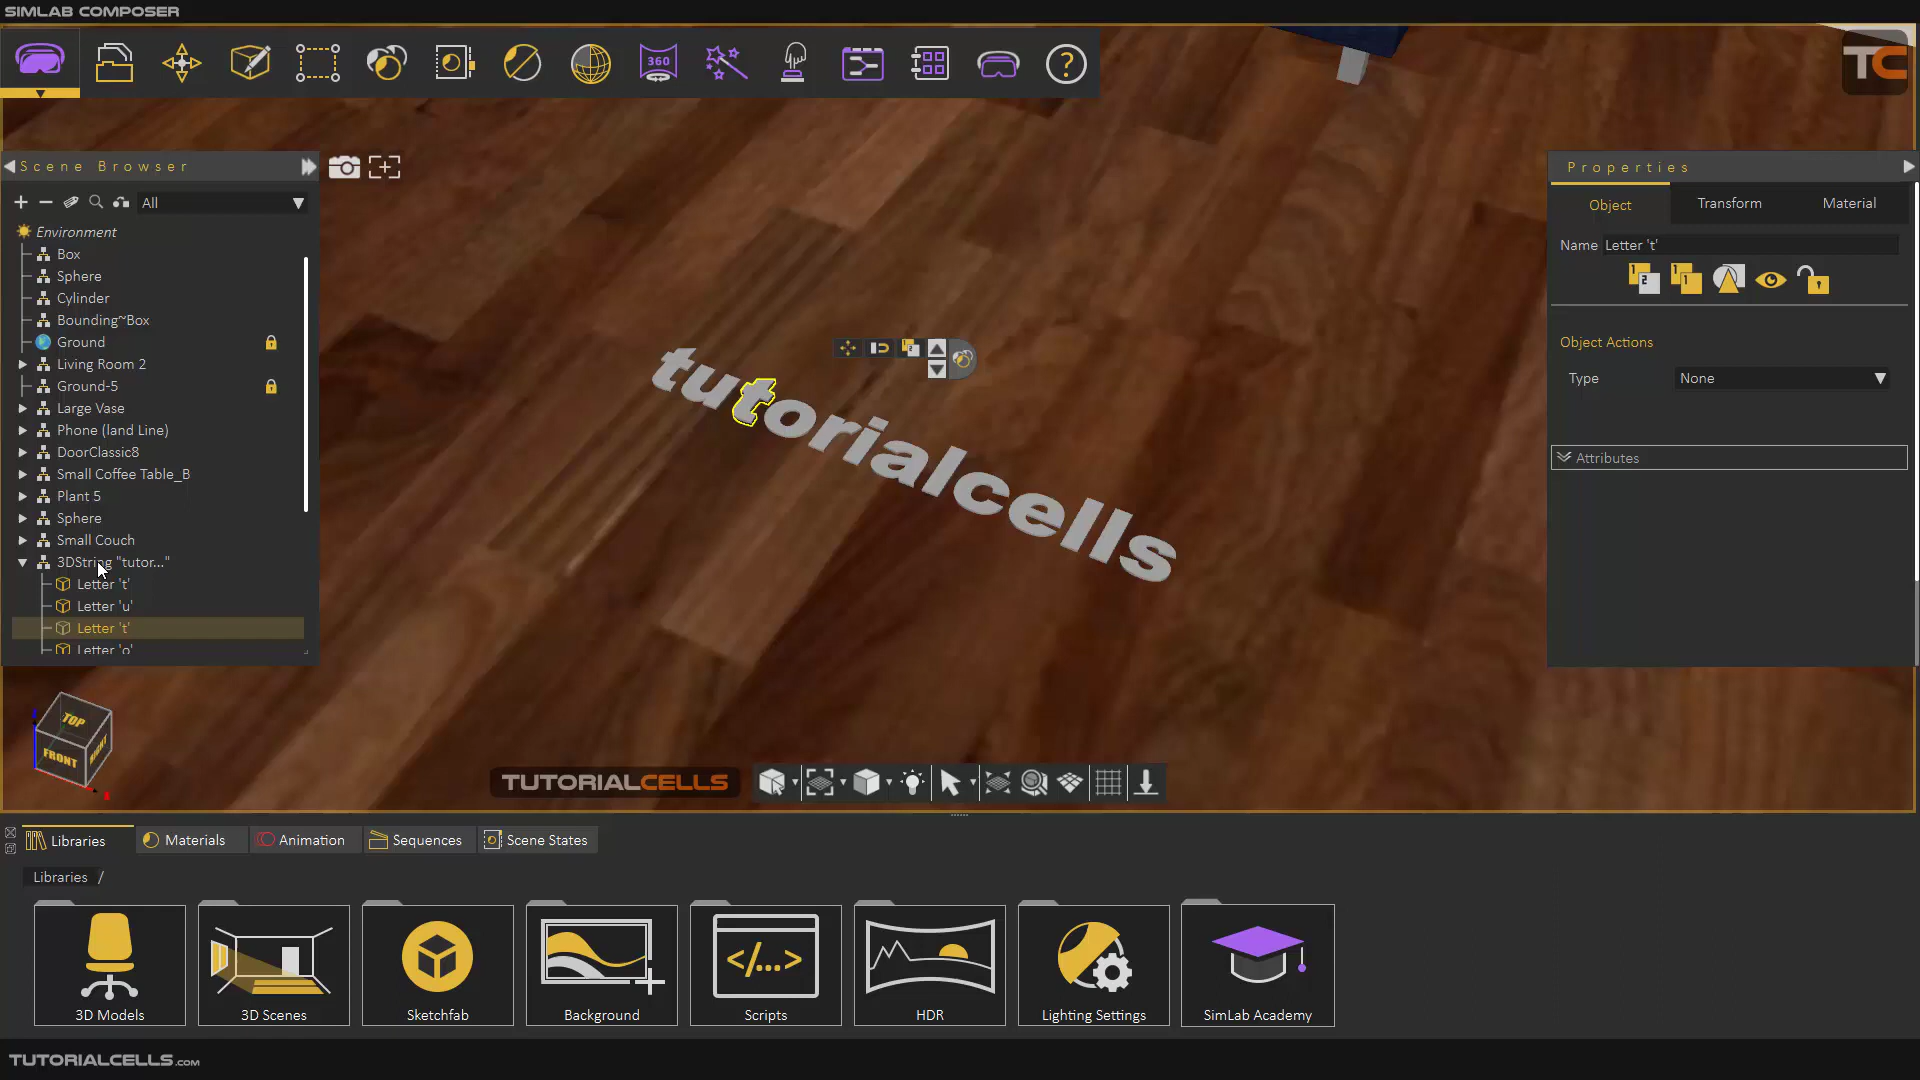 SIMLAB COMPOSER
360
?
TC
Scene Browser
All
Environment
Box
Sphere
Cylinder
Bounding~Box
Ground
Living Room 2
Ground-5
Large Vase
Phone (land Line)
DoorClassic8
Small Coffee Table_B
Plant 5
Sphere
Small Couch
3DString "tutor..."
Letter 't'
Letter 'u'
Letter 't'
Letter 'o'
tutorialcells
Properties
Object Transform Material
Name Letter 't'
Object Actions
Type None
Attributes
TOP
FRONT
RIGHT
TUTORIALCELLS
Libraries Materials Animation Sequences Scene States
Libraries /
</...>
3D Models 3D Scenes Sketchfab Background Scripts HDR Lighting Settings SimLab Academy
TUTORIALCELLS.COM